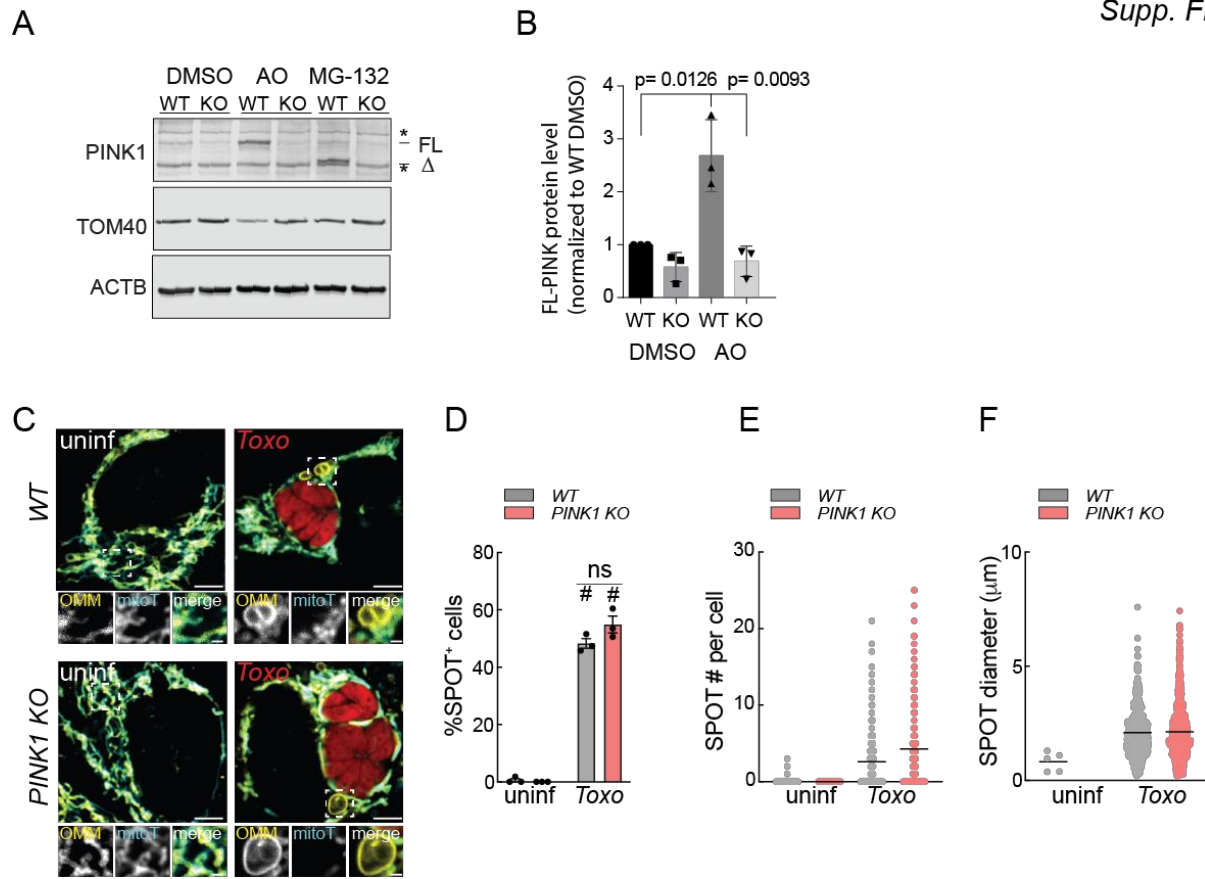 Supp. Fi
A
DMSO AO MG-132
WT KO WT KO WT KO
PINK1
* 
FL
* Δ
TOM40
ACTB
B
p= 0.0126 p= 0.0093
FL-PINK protein level
(normalized to WT DMSO)
4
3
2
1
0
WT KO WT KO
DMSO AO
C
uninf Toxo
WT
OMM mitoT merge OMM mitoT merge
uninf Toxo
PINK1 KO
OMM mitoT merge OMM mitoT merge
D
WT
PINK1 KO
%SPOT+ cells
80
60
40
20
0
ns
# #
uninf Toxo
E
WT
PINK1 KO
SPOT # per cell
30
20
10
0
uninf Toxo
F
WT
PINK1 KO
SPOT diameter (μm)
10
5
0
uninf Toxo